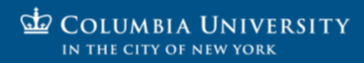 COLUMBIA UNIVERSITY
IN THE CITY OF NEW YORK